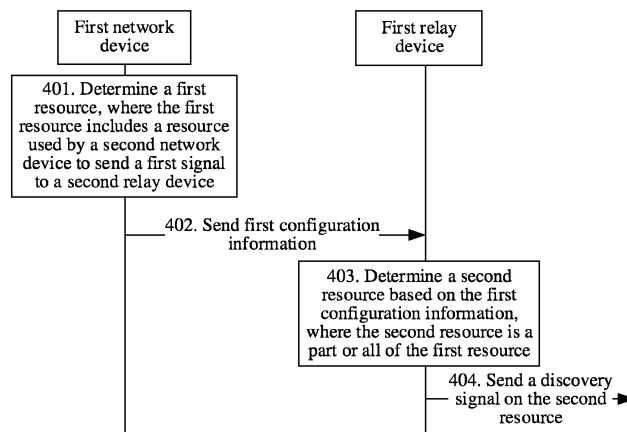 First network
device
First relay
device
401. Determine a first
resource, where the first
resource includes a resource
used by a second network
device to send a first signal
to a second relay device
402. Send first configuration
information
403. Determine a second
resource based on the first
configuration information,
where the second resource is a
part or all of the first resource
404. Send a discovery
signal on the second
resource